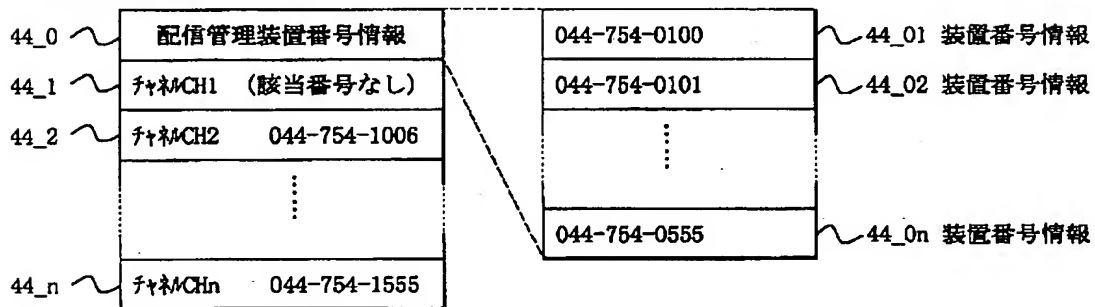 44_0 配信管理装置番号情報
44_1 チャネルCH1 (該当番号なし)
44_2 チャネルCH2 044-754-1006
44_n チャネルCHn 044-754-1555
044-754-0100 44_01 装置番号情報
044-754-0101 44_02 装置番号情報
044-754-0555 44_0n 装置番号情報